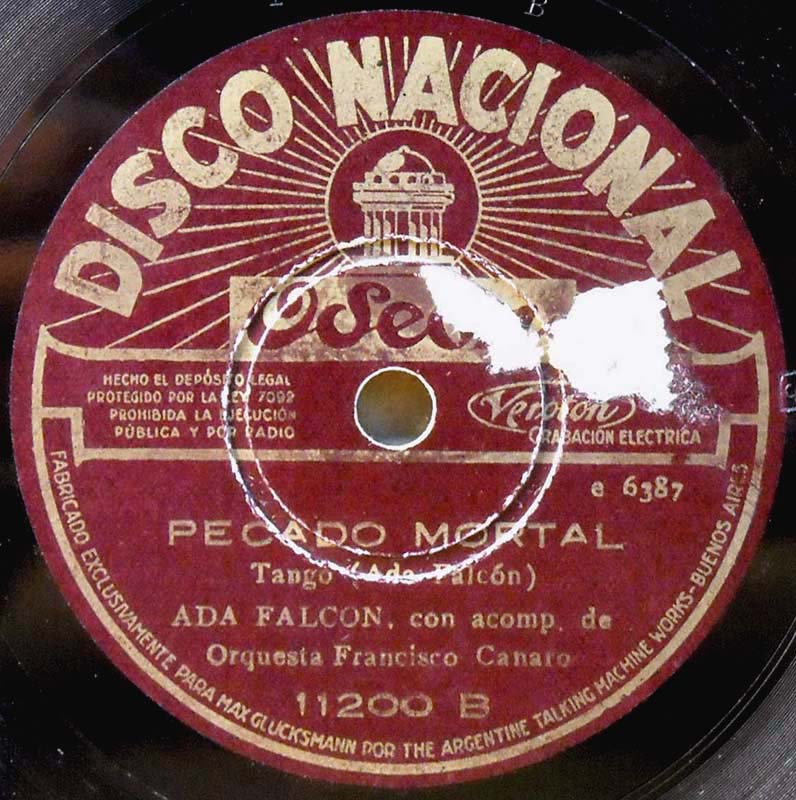 DISCO NACIONAL
Odeon
HECHO EL DEPÓSITO LEGAL
PROTEGIDO POR LA LEY 7092
PROHIBIDA LA EJECUCIÓN
PÚBLICA Y POR RADIO
Veroton
GRABACIÓN ELECTRICA
e 6387
PECADO MORTAL
Tango (Ada Falcón)
ADA FALCON, con acomp. de
Orquesta Francisco Canaro
11200 B
FABRICADO EXCLUSIVAMENTE PARA MAX GLUCKSMANN POR THE ARGENTINE TALKING MACHINE WORKS-BUENOS AIRES